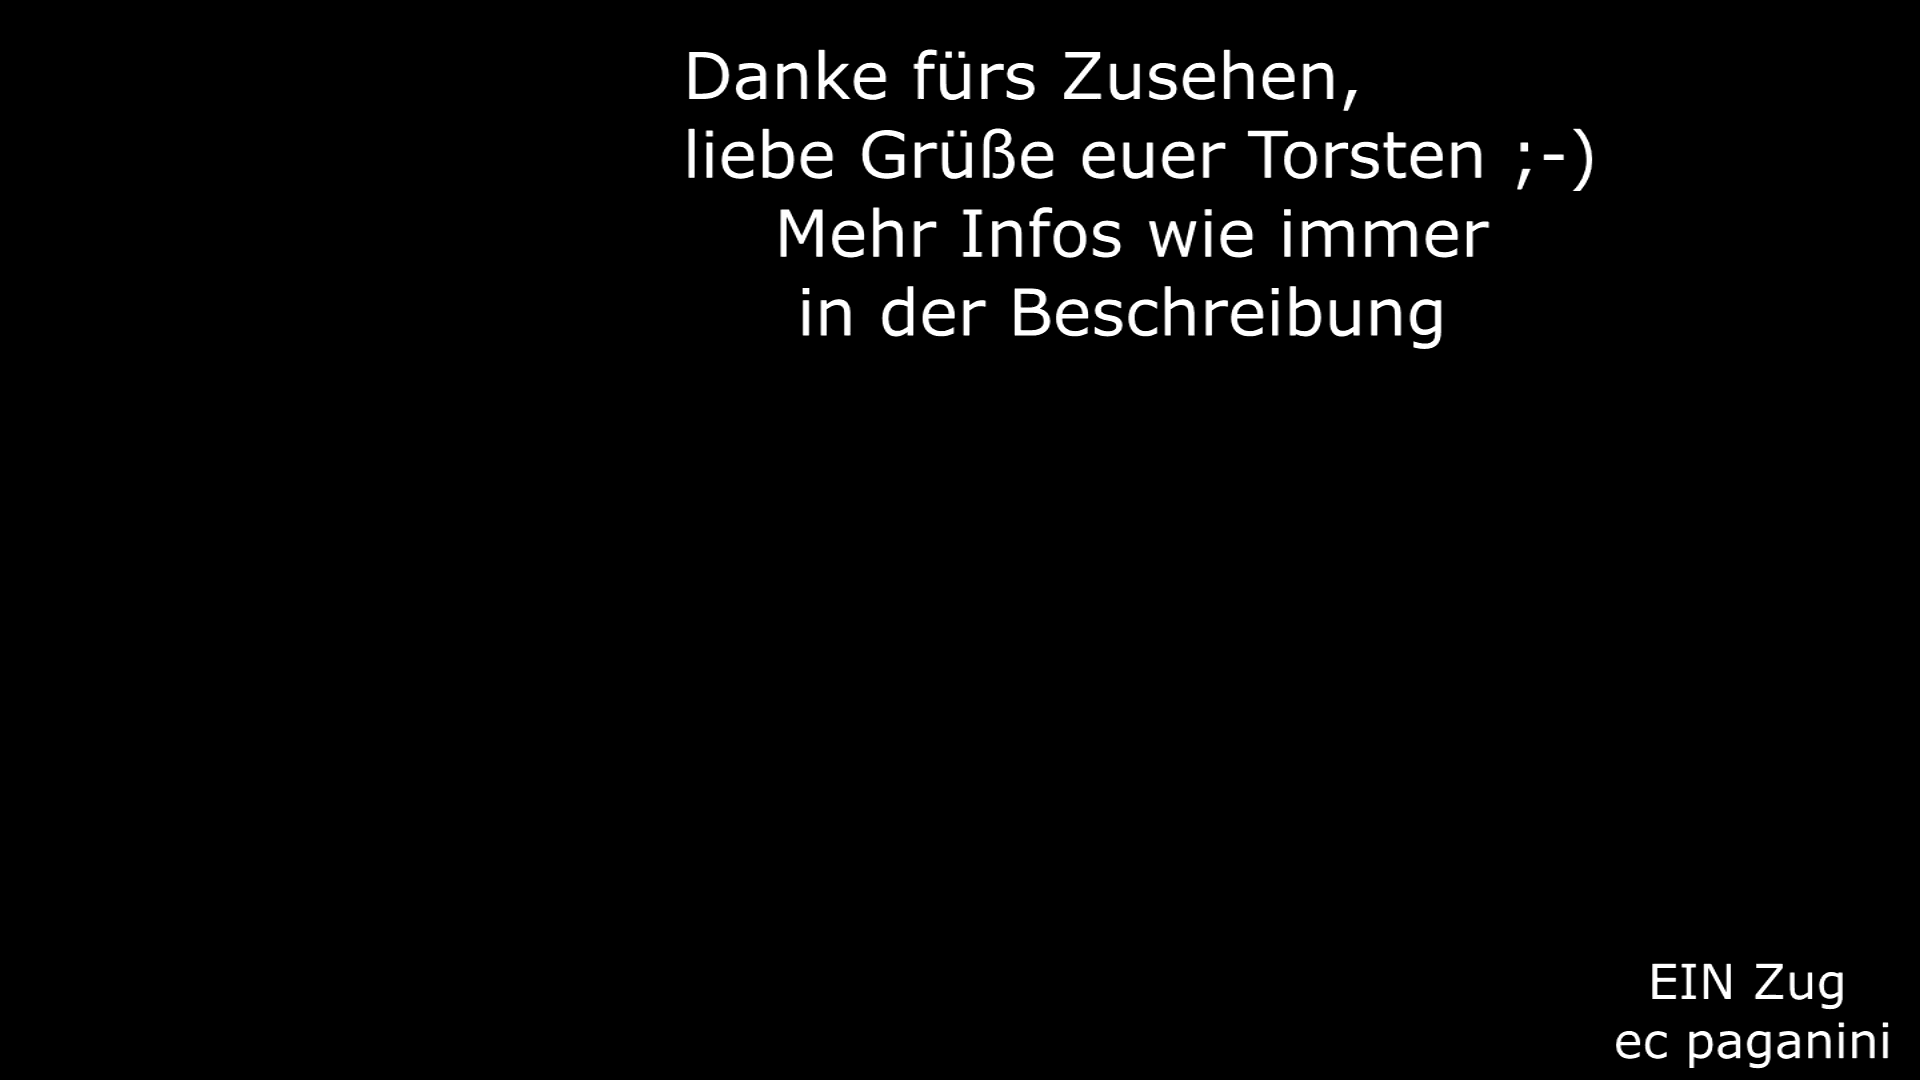 Danke fürs Zusehen,
liebe Grüße euer Torsten ;-)
Mehr Infos wie immer
in der Beschreibung
EIN Zug
ec paganini